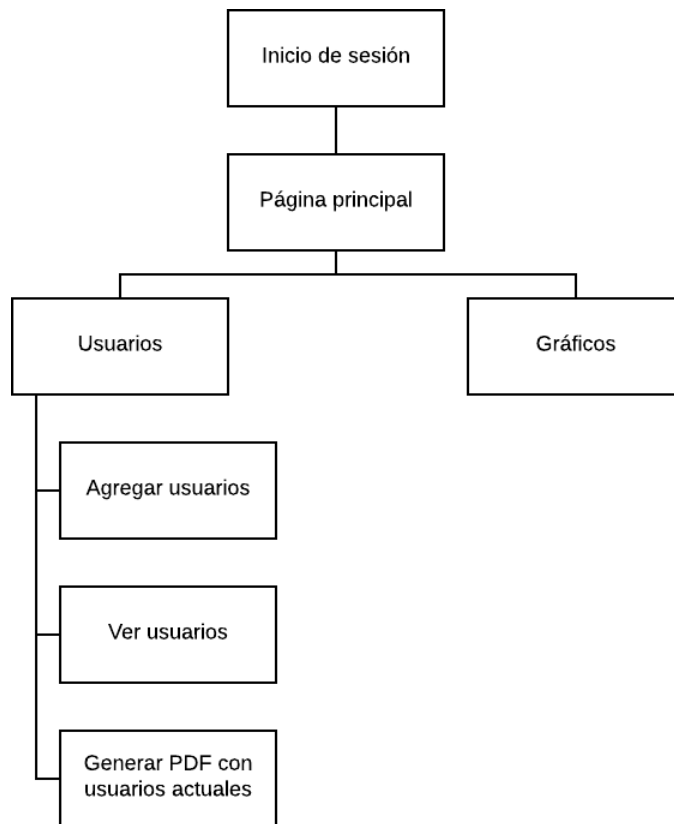 Inicio de sesión
Página principal
Usuarios
Gráficos
Agregar usuarios
Ver usuarios
Generar PDF con
usuarios actuales